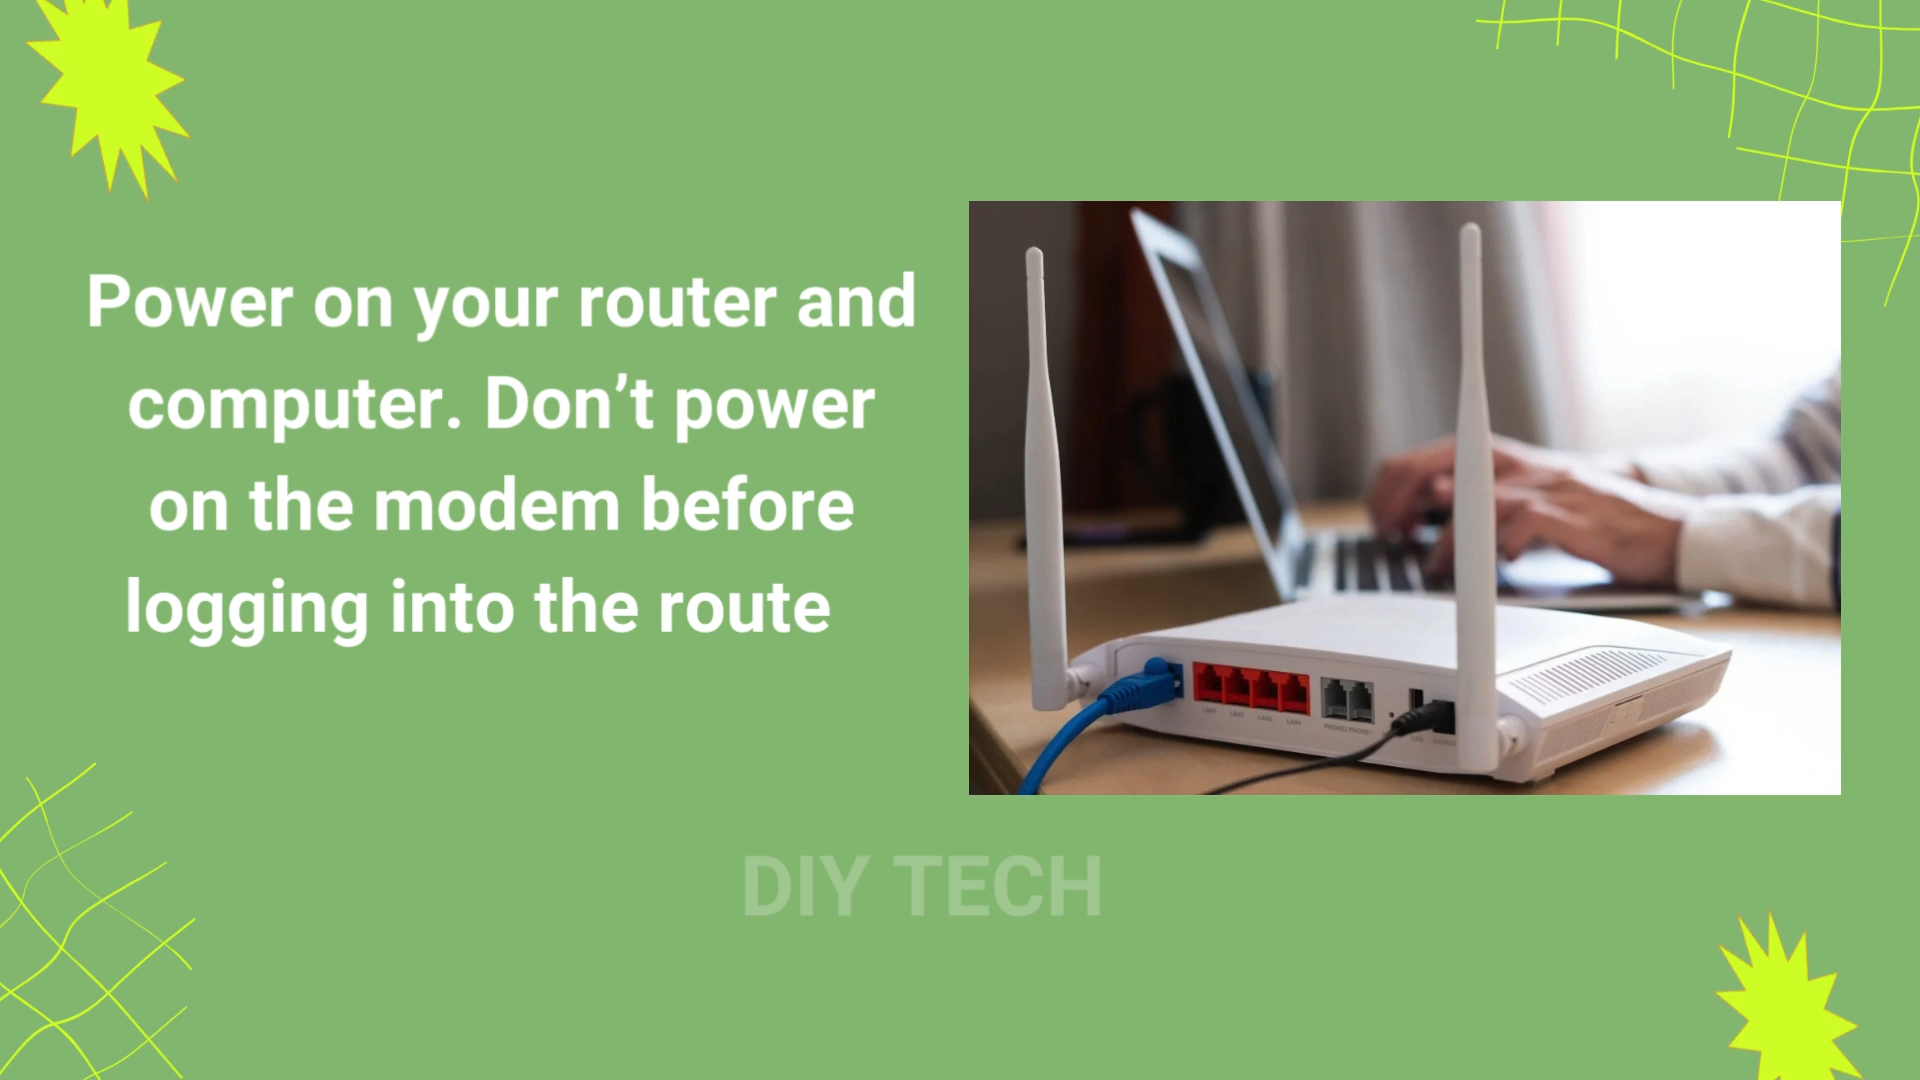 Power on your router and
computer. Don’t power
on the modem before
logging into the route
DIY TECH